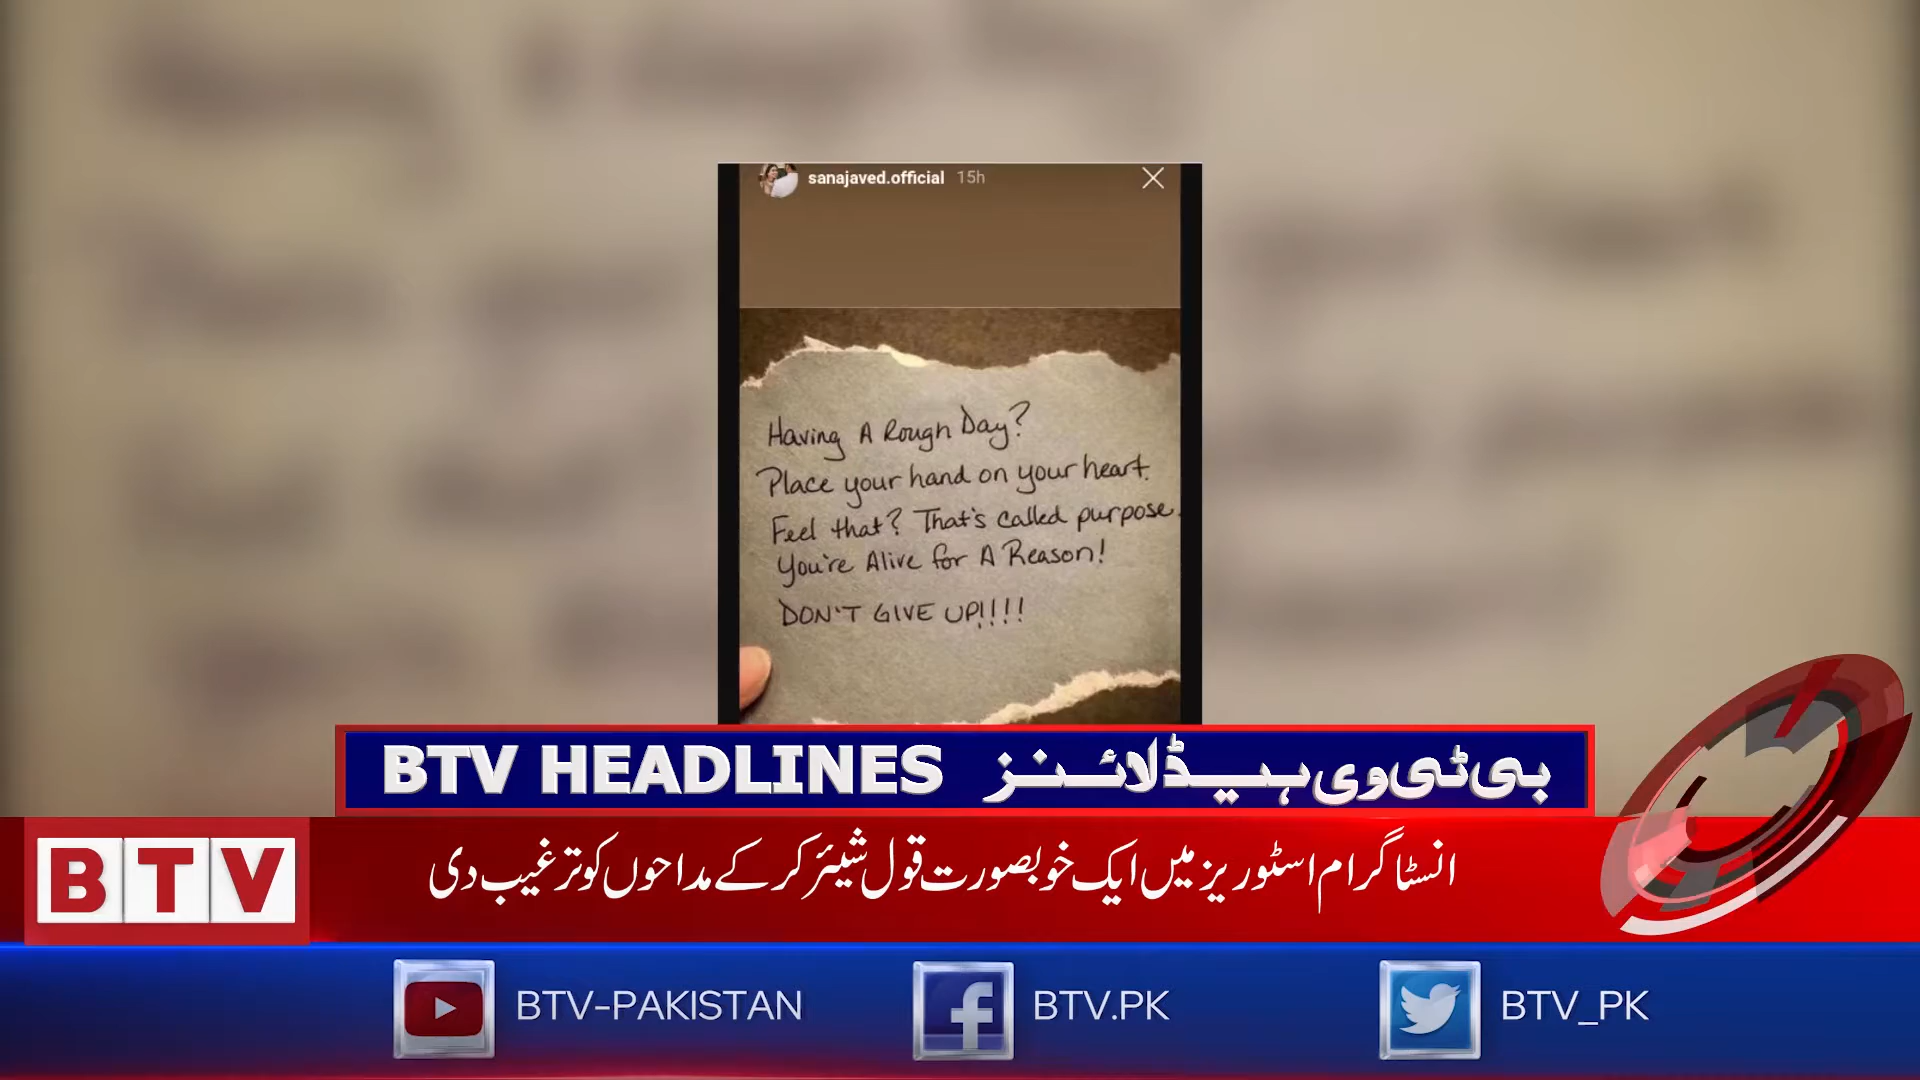 sanajaved.official 15h
Having A Rough Day?
Place your hand on your heart.
Feel that? That's called purpose.
You're Alive for A Reason!
DON'T GIVE UP!!!!
BTV HEADLINES بی ٹی وی ہیڈلائنز
BTV
انسٹا گرام اسٹوریز میں ایک خوبصورت قول شیئر کر کے مداحوں کو ترغیب دی
BTV-PAKISTAN
BTV.PK
BTV_PK